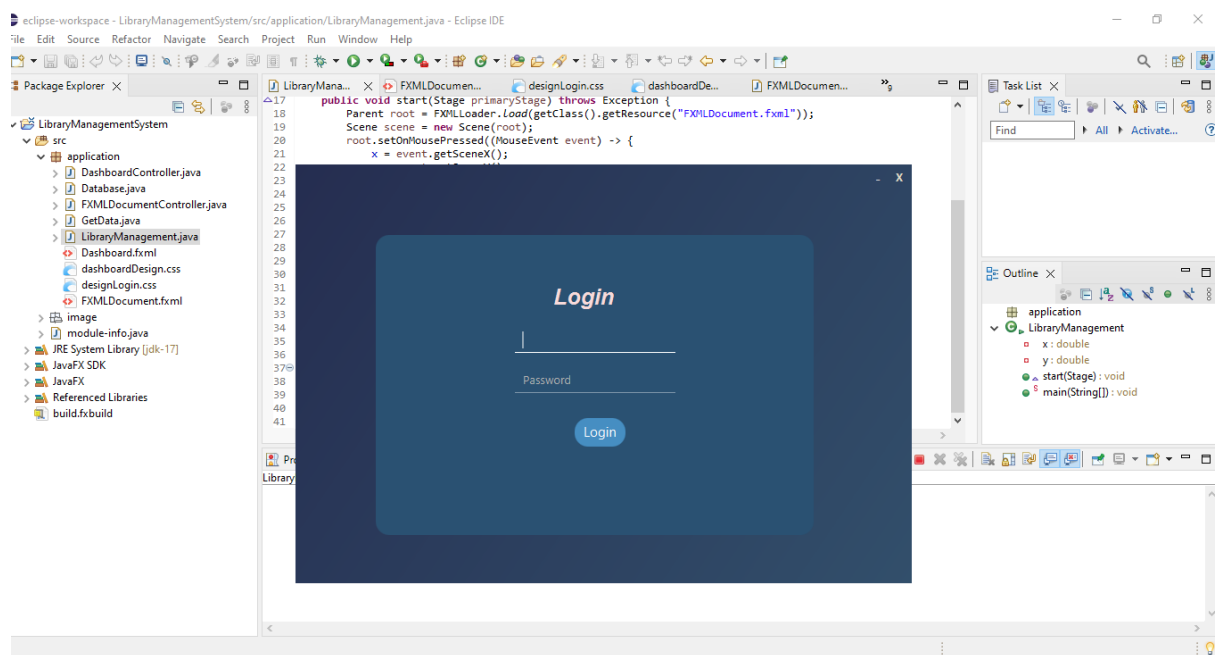 eclipse-workspace - LibraryManagementSystem/src/application/LibraryManagement.java - Eclipse IDE
File Edit Source Refactor Navigate Search Project Run Window Help
Package Explorer
LibraryManagementSystem
src
application
DashboardController.java
Database.java
FXMLDocumentController.java
GetData.java
LibraryManagement.java
Dashboard.fxml
dashboardDesign.css
designLogin.css
FXMLDocument.fxml
image
module-info.java
JRE System Library [jdk-17]
JavaFX SDK
JavaFX
Referenced Libraries
build.fxbuild
LibraryMana... FXMLDocumen... designLogin.css dashboardDe... FXMLDocumen... »9
17 public void start(Stage primaryStage) throws Exception {
18 Parent root = FXMLLoader.load(getClass().getResource("FXMLDocument.fxml"));
19 Scene scene = new Scene(root);
20 root.setOnMousePressed((MouseEvent event) -> {
21 x = event.getSceneX();
22
23
24
25
26
27
28
29
30
31
32
33
34
35
36
37
38
39
40
41
- X
Login
Password
Login
Pr
Library
Task List
Find All Activate...
Outline
application
LibraryManagement
x : double
y : double
start(Stage) : void
main(String[]) : void